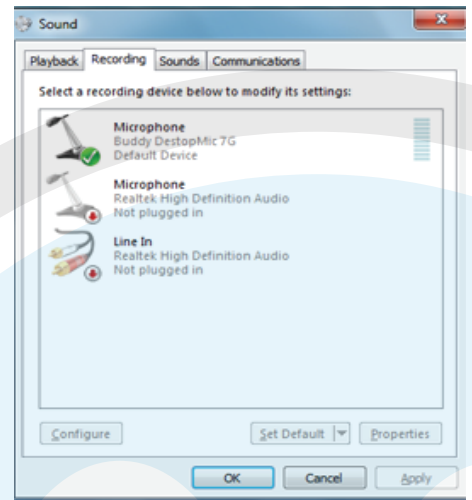 Sound
Playback Recording Sounds Communications
Select a recording device below to modify its settings:
Microphone
Buddy DestopMic 7G
Default Device
Microphone
Realtek High Definition Audio
Not plugged in
Line In
Realtek High Definition Audio
Not plugged in
Configure Set Default Properties
OK Cancel Apply